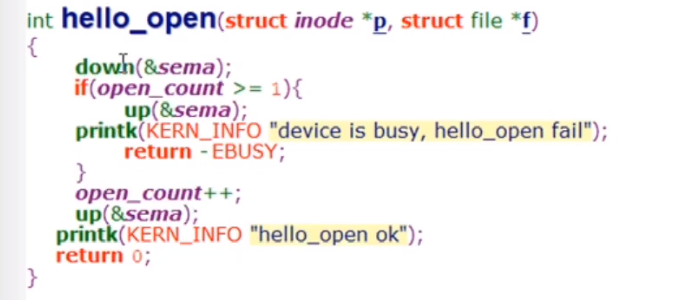 int hello_open(struct inode *p, struct file *f)
{
down(&sema);
if(open_count >= 1){
up(&sema);
printk(KERN_INFO "device is busy, hello_open fail");
return -EBUSY;
}
open_count++;
up(&sema);
printk(KERN_INFO "hello_open ok");
return 0;
}